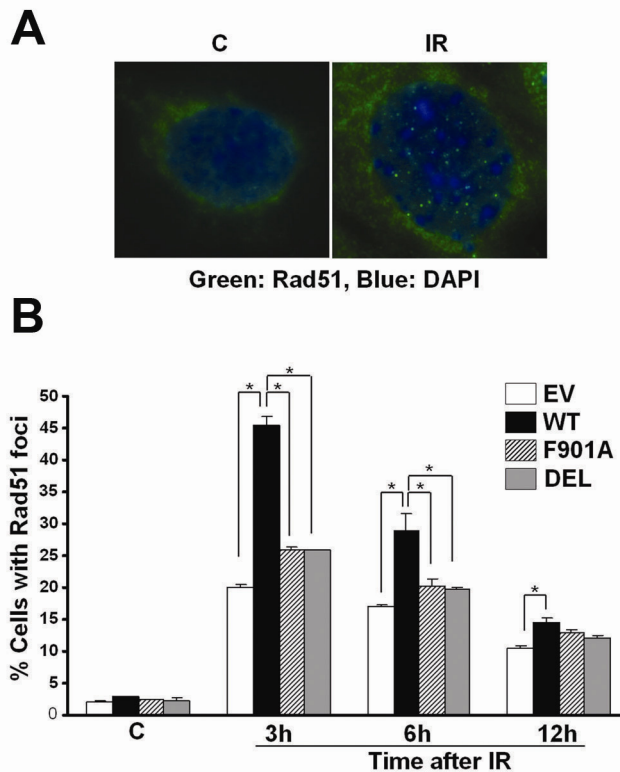 A
C IR
Green: Rad51, Blue: DAPI
B
% Cells with Rad51 foci
50
45
40
35
30
25
20
15
10
5
0
* *
*
* *
*
*
EV
WT
F901A
DEL
C 3h 6h 12h
Time after IR